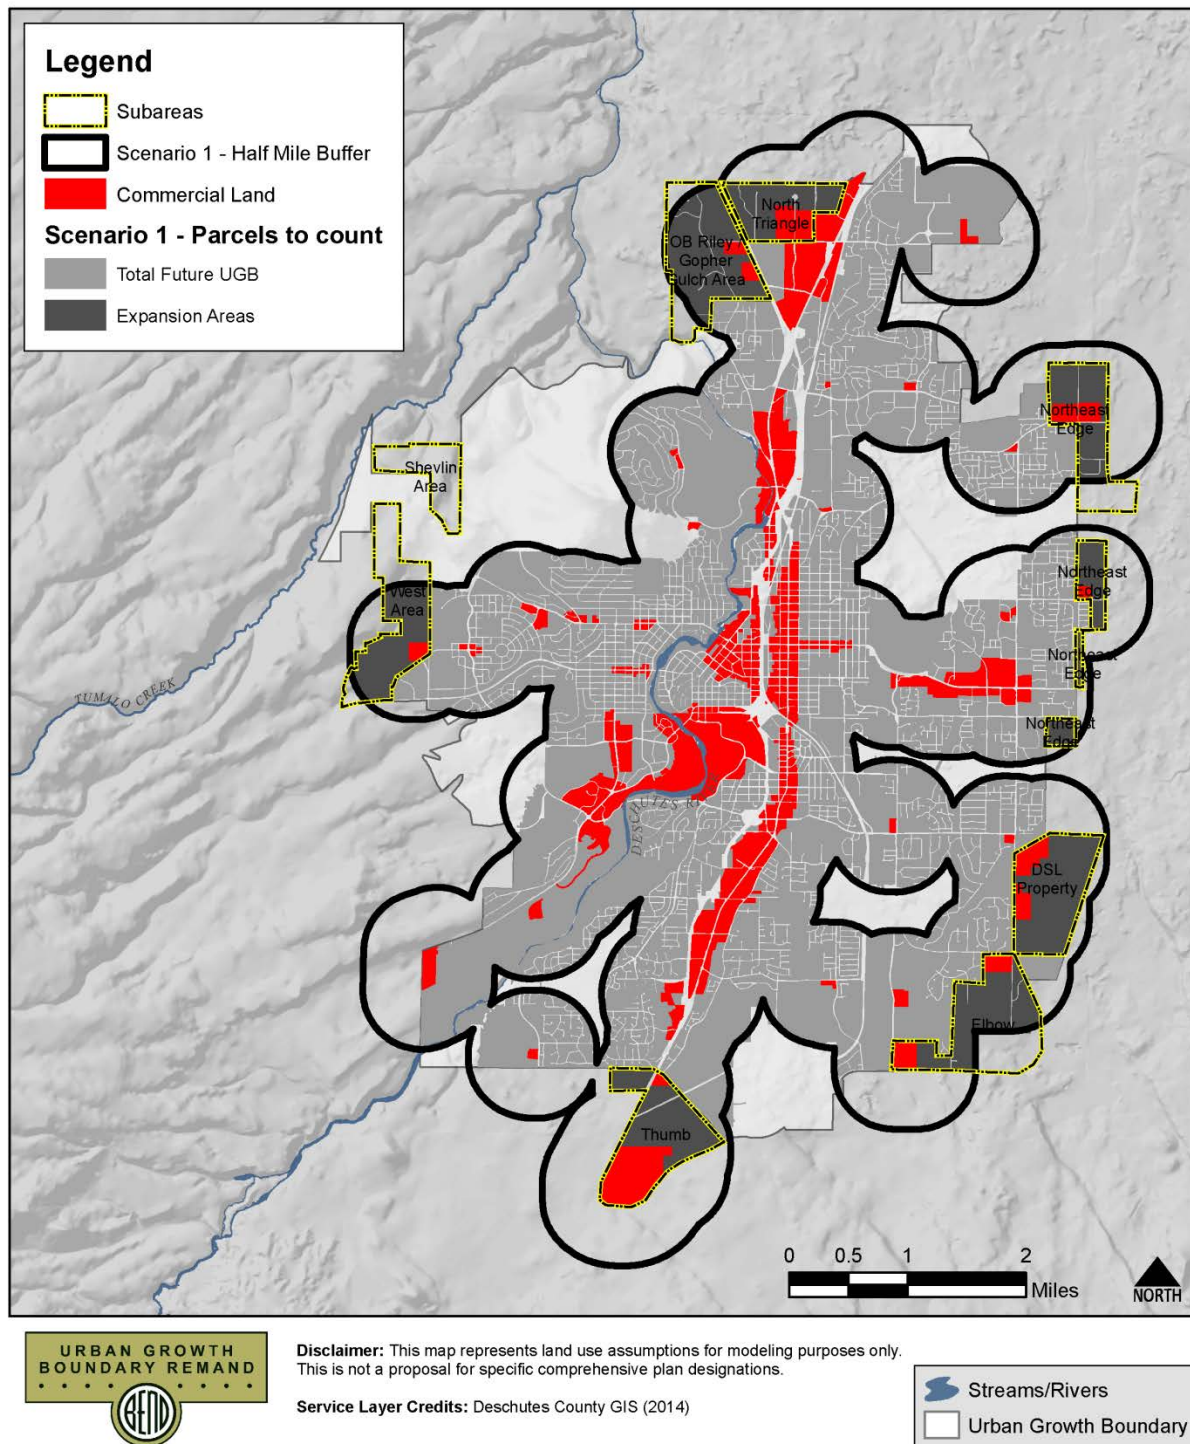 Legend
Subareas
Scenario 1 - Half Mile Buffer
Commercial Land
Scenario 1 - Parcels to count
Total Future UGB
Expansion Areas
North
Triangle
OB Riley /
Gopher
Gulch Area
Northeast
Edge
Shevlin
Area
Northeast
Edge
West
Area
Northeast
Edge
TUMALO CREEK
Northeast
Edge
DESCHUTES RI
DSL
Property
Elbow
Thumb
0 0.5 1 2
Miles
NORTH
URBAN GROWTH
BOUNDARY REMAND
BEND
Disclaimer: This map represents land use assumptions for modeling purposes only.
This is not a proposal for specific comprehensive plan designations.
Service Layer Credits: Deschutes County GIS (2014)
Streams/Rivers
Urban Growth Boundary